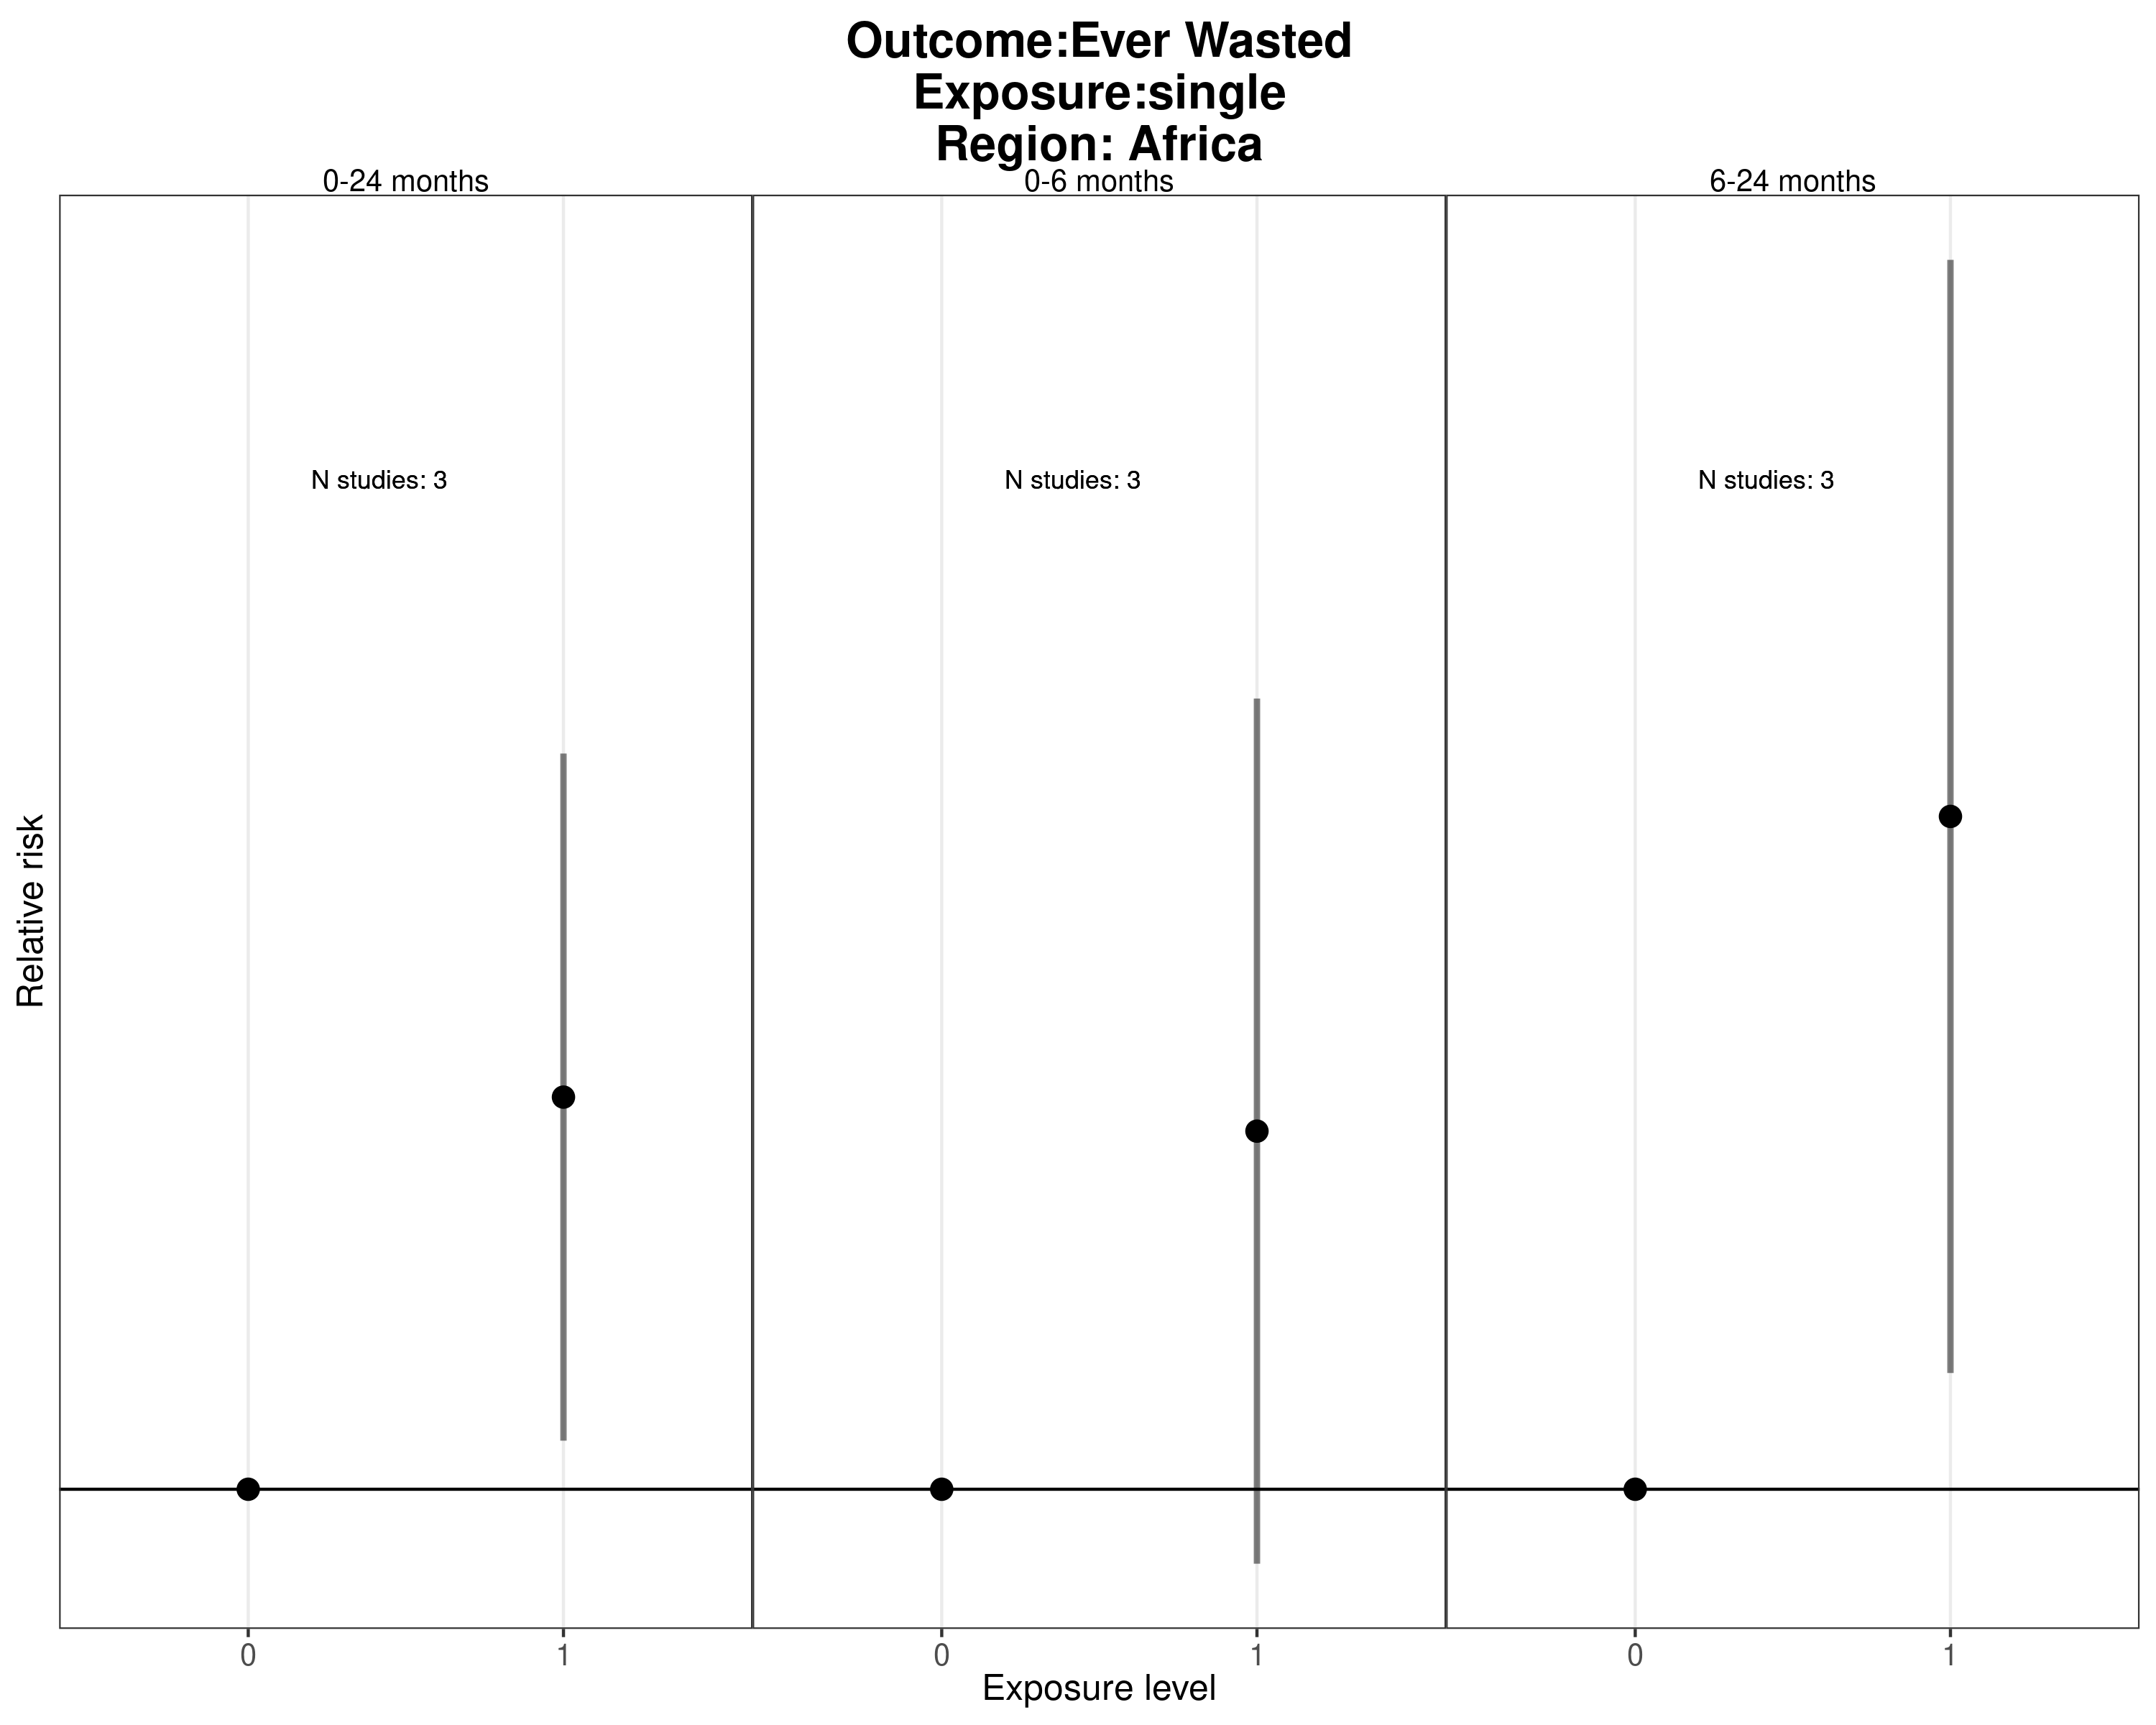 Outcome:Ever Wasted
Exposure:single
Region: Africa
0-24 months
0-6 months
6-24 months
N studies: 3
N studies: 3
N studies: 3
Relative risk
0
1
0
1
0
1
Exposure level